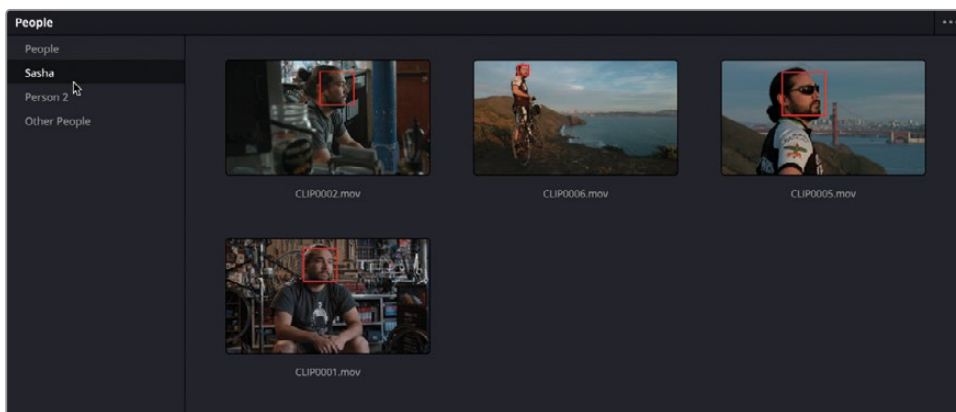 People
People
Sasha
Person 2
Other People
CLIP0002.mov
CLIP0006.mov
CLIP0005.mov
CLIP0001.mov